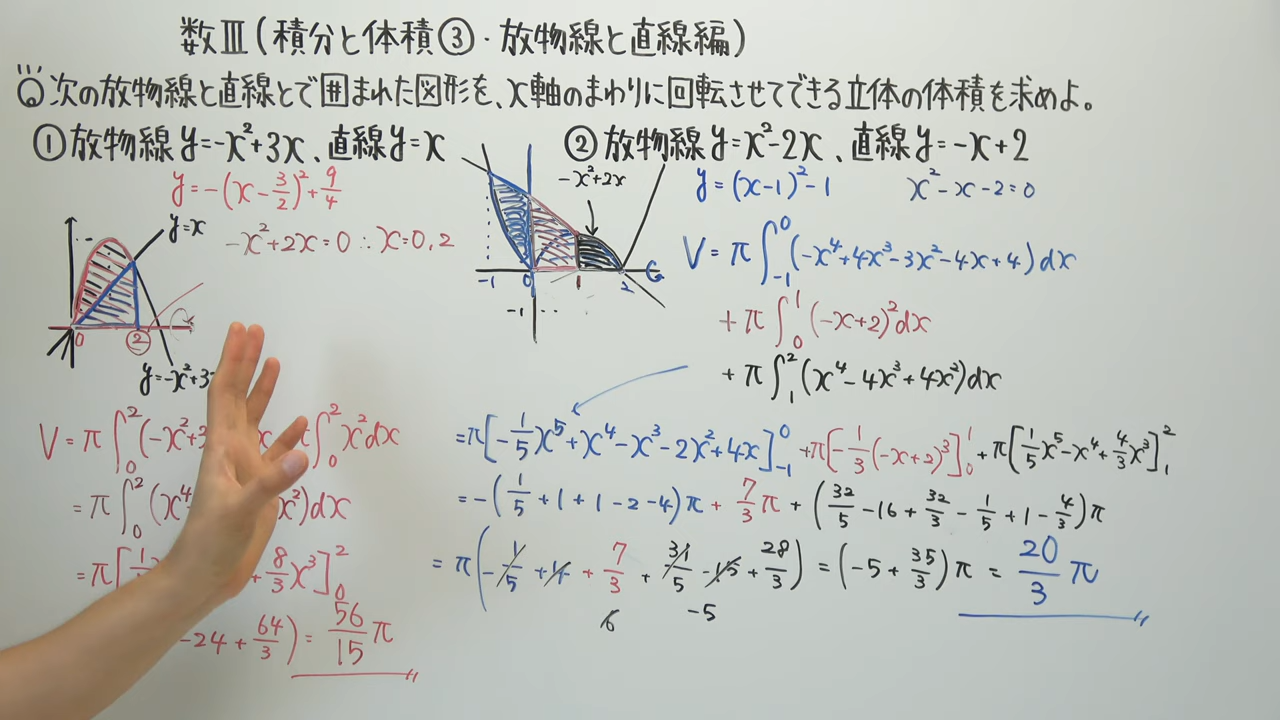 数Ⅲ(積分と体積③・放物線と直線編)
Q 次の放物線と直線とで囲まれた図形を、x軸のまわりに回転させてできる立体の体積を求めよ。
①放物線y=-x²+3x、直線y=x
y=-(x-3/2)²+9/4
-x²+2x=0 ∴x=0,2
y=x
0
2
y=-x²+3
V=π∫₀²(-x²+3 ∫₀²x²dx
=π∫₀²(x⁴ x²)dx
=π[1 +8/3x³]₀²
-24+64/3)=56/15π
②放物線y=x²-2x、直線y=-x+2
-x²+2x
-1 0 1 2
-1
y=(x-1)²-1 x²-x-2=0
V=π∫₋₁⁰(-x⁴+4x³-3x²-4x+4)dx
+π∫₀¹(-x+2)²dx
+π∫₁²(x⁴-4x³+4x²)dx
=π[-1/5x⁵+x⁴-x³-2x²+4x]₋₁⁰+π[-1/3(-x+2)³]₀¹+π[1/5x⁵-x⁴+4/3x³]₁²
=-(1/5+1+1-2-4)π+7/3π+(32/5-16+32/3-1/5+1-4/3)π
=π(-1/5+4+7/3+31/5-15+28/3)=(-5+35/3)π=20/3π
6 -5